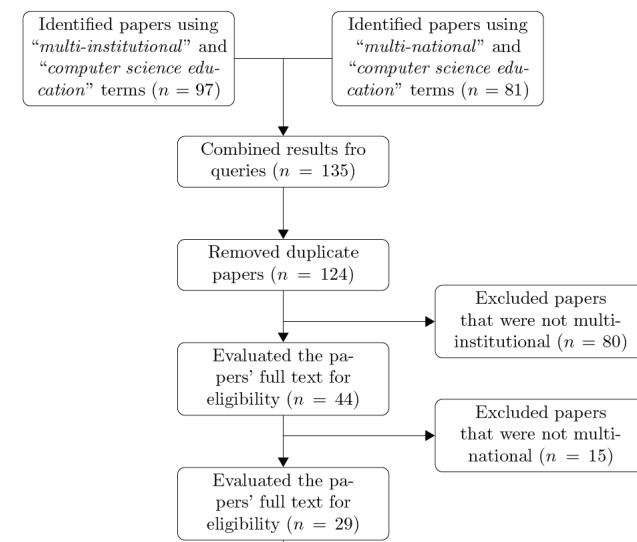 Identified papers using
“multi-institutional” and
“computer science edu-
cation” terms (n = 97)
Identified papers using
“multi-national” and
“computer science edu-
cation” terms (n = 81)
Combined results fro
queries (n = 135)
Removed duplicate
papers (n = 124)
Excluded papers
that were not multi-
institutional (n = 80)
Evaluated the pa-
pers’ full text for
eligibility (n = 44)
Excluded papers
that were not multi-
national (n = 15)
Evaluated the pa-
pers’ full text for
eligibility (n = 29)